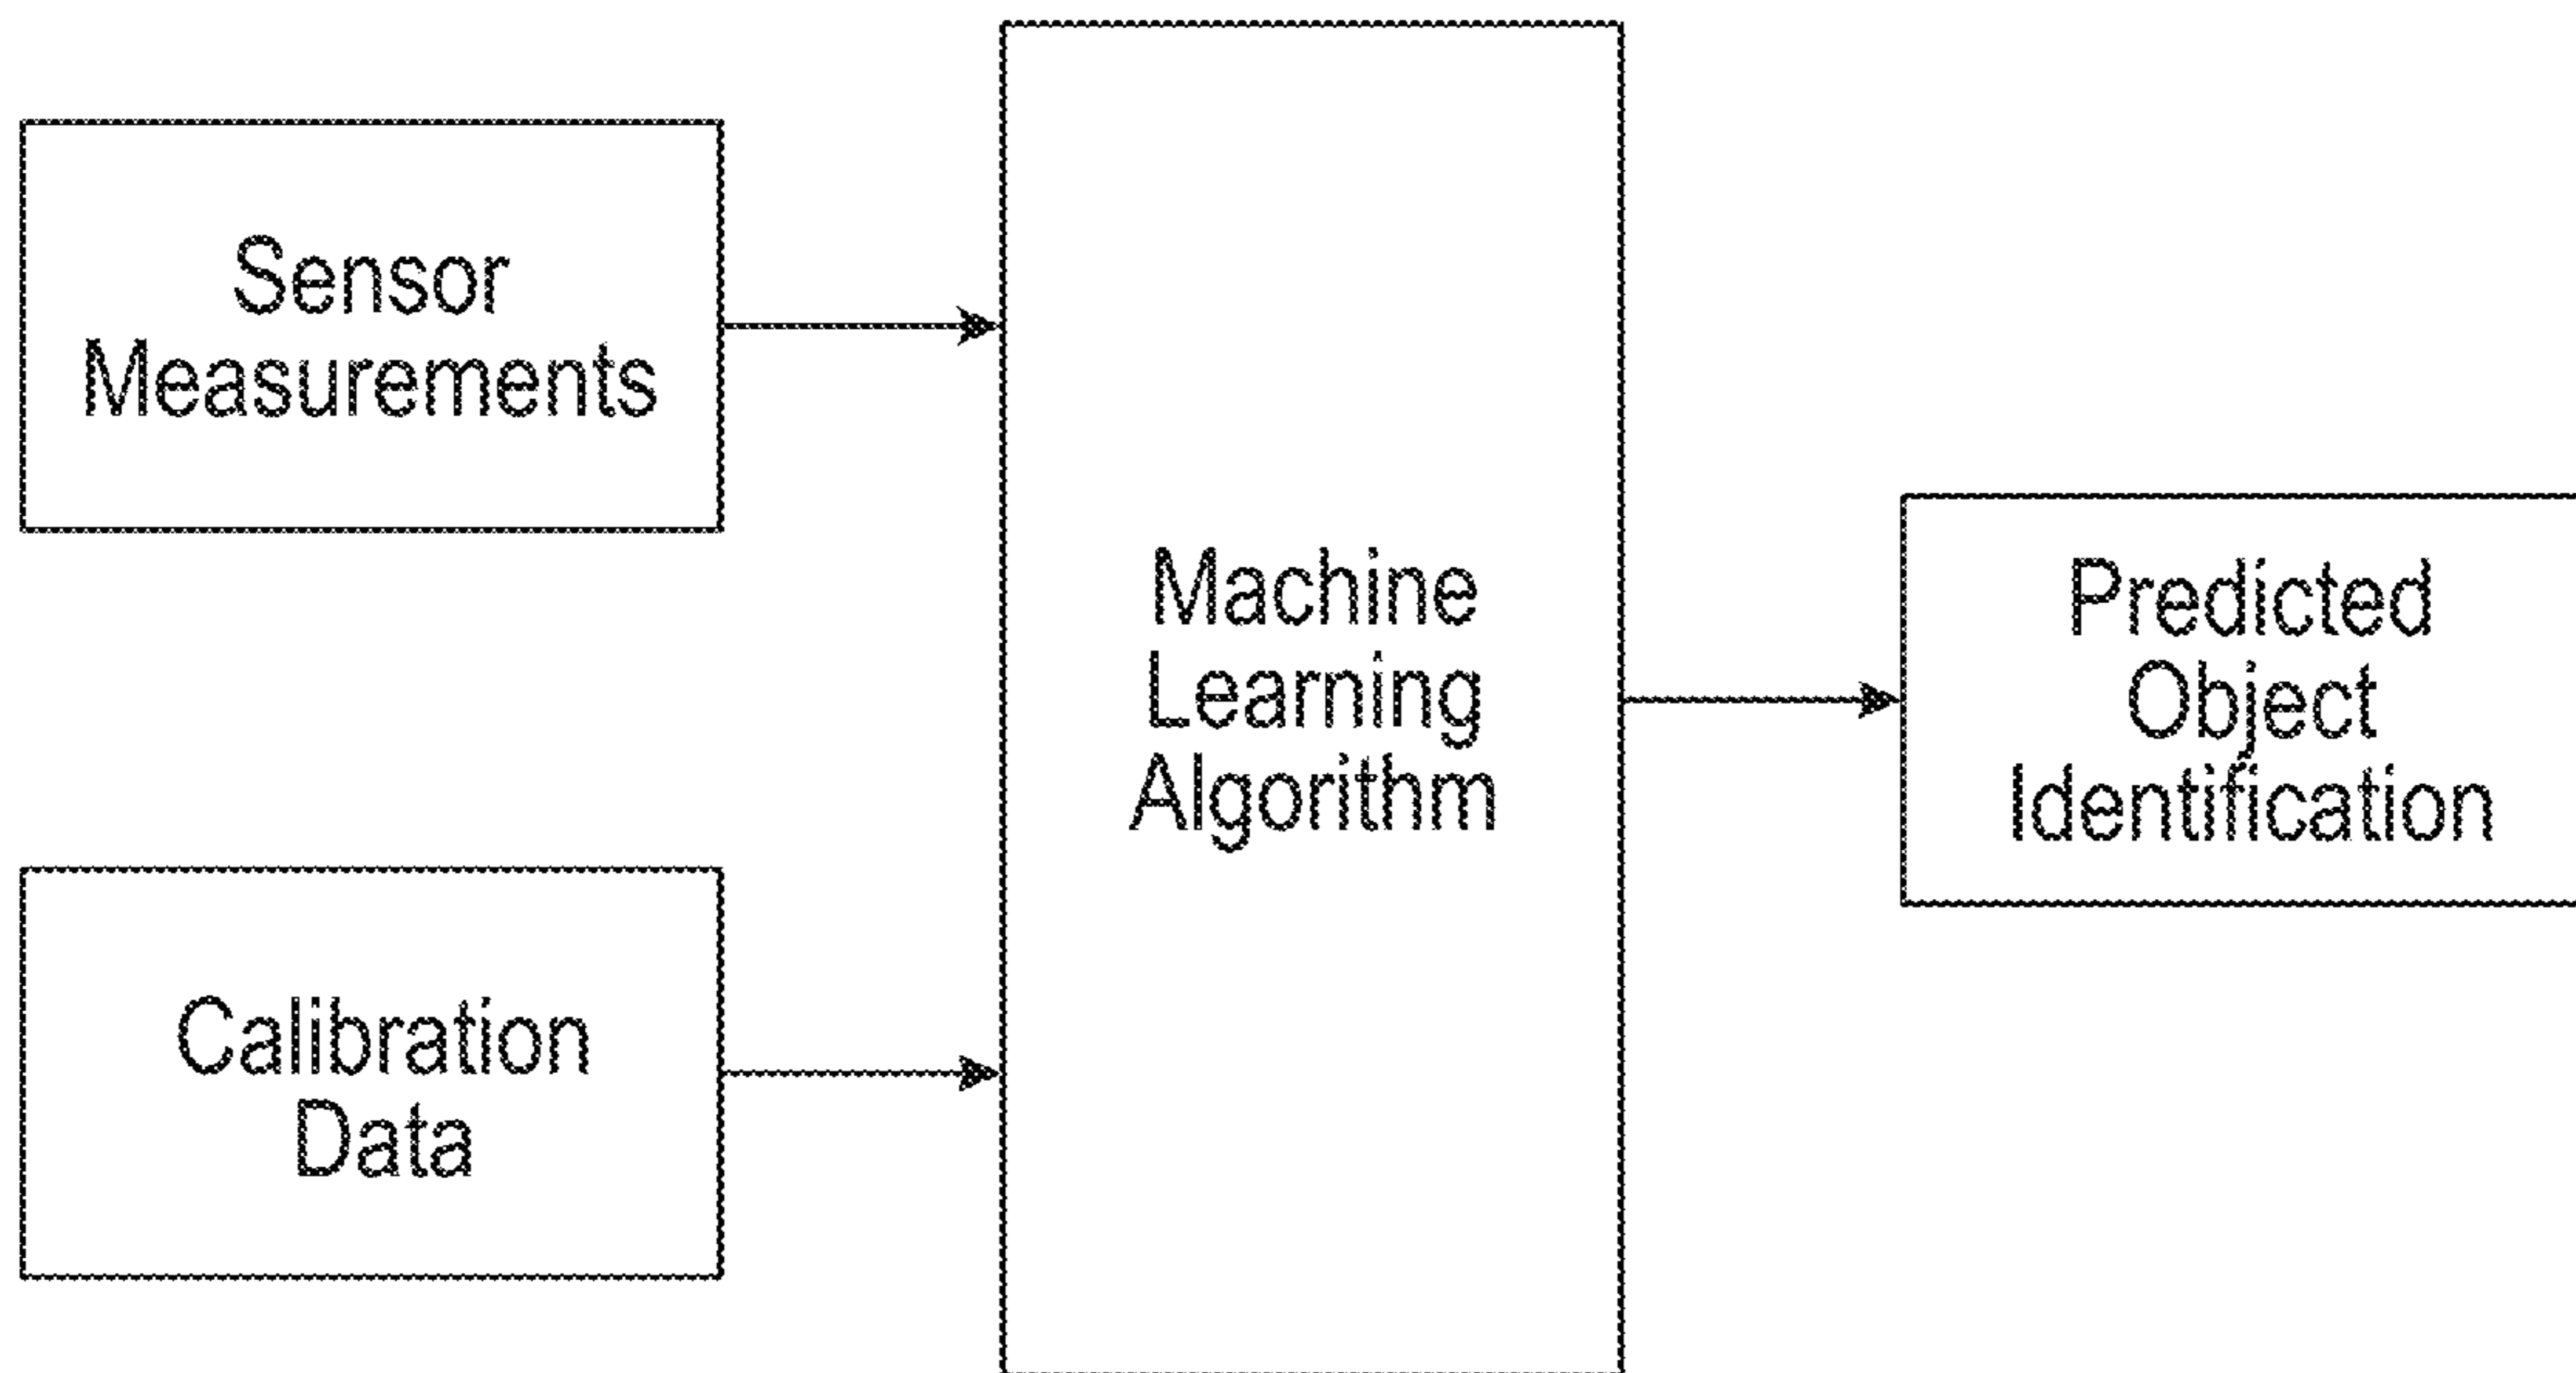 Sensor
Measurements
Calibration
Data
Machine
Learning
Algorithm
Predicted
Object
Identification